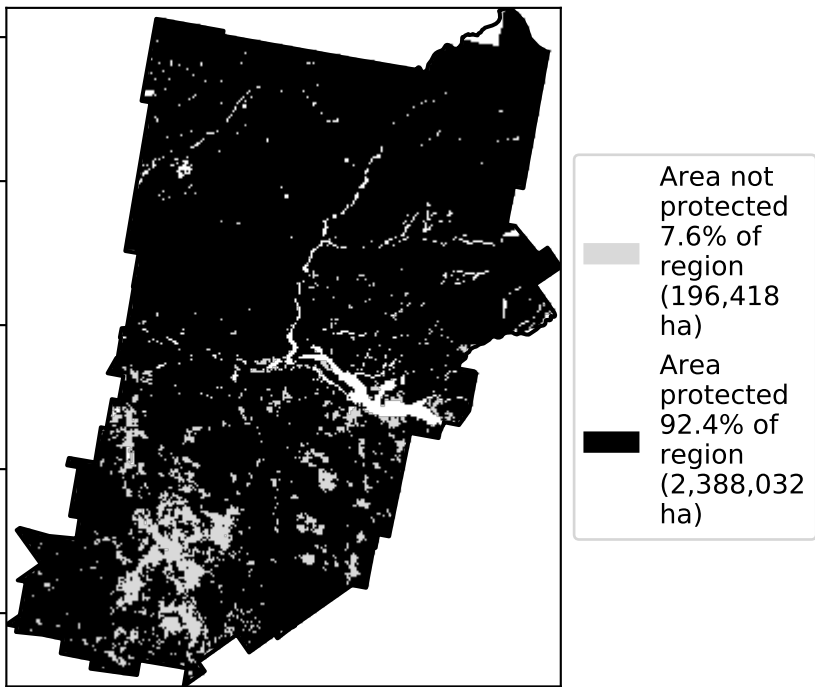 Area not
protected
7.6% of
region
(196,418
ha)
Area
protected
92.4% of
region
(2,388,032
ha)